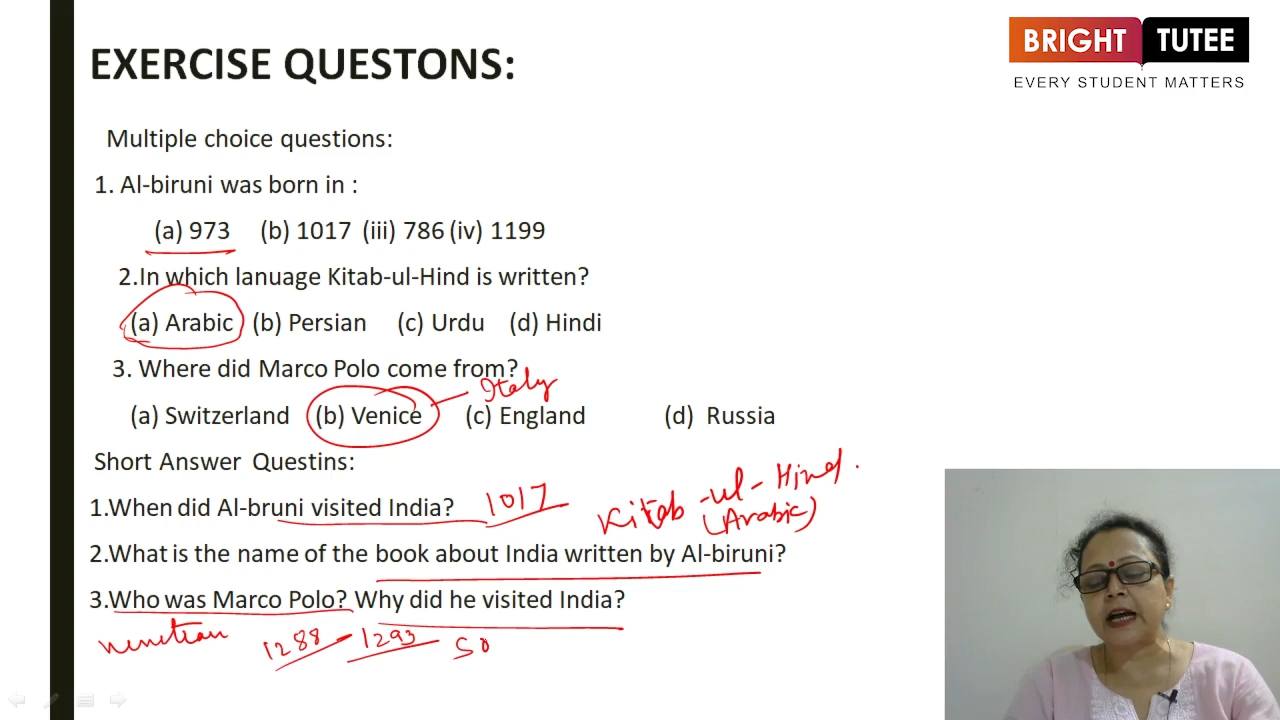 EXERCISE QUESTONS:
BRIGHT TUTEE
EVERY STUDENT MATTERS
Multiple choice questions:
1. Al-biruni was born in :
(a) 973 (b) 1017 (iii) 786 (iv) 1199
2.In which lanuage Kitab-ul-Hind is written?
(a) Arabic (b) Persian (c) Urdu (d) Hindi
3. Where did Marco Polo come from?
Italy
(a) Switzerland (b) Venice (c) England (d) Russia
Short Answer Questins:
1.When did Al-bruni visited India? 1017
Kitab-ul-Hind.
(Arabic)
2.What is the name of the book about India written by Al-biruni?
3.Who was Marco Polo? Why did he visited India?
1288 - 1293 so